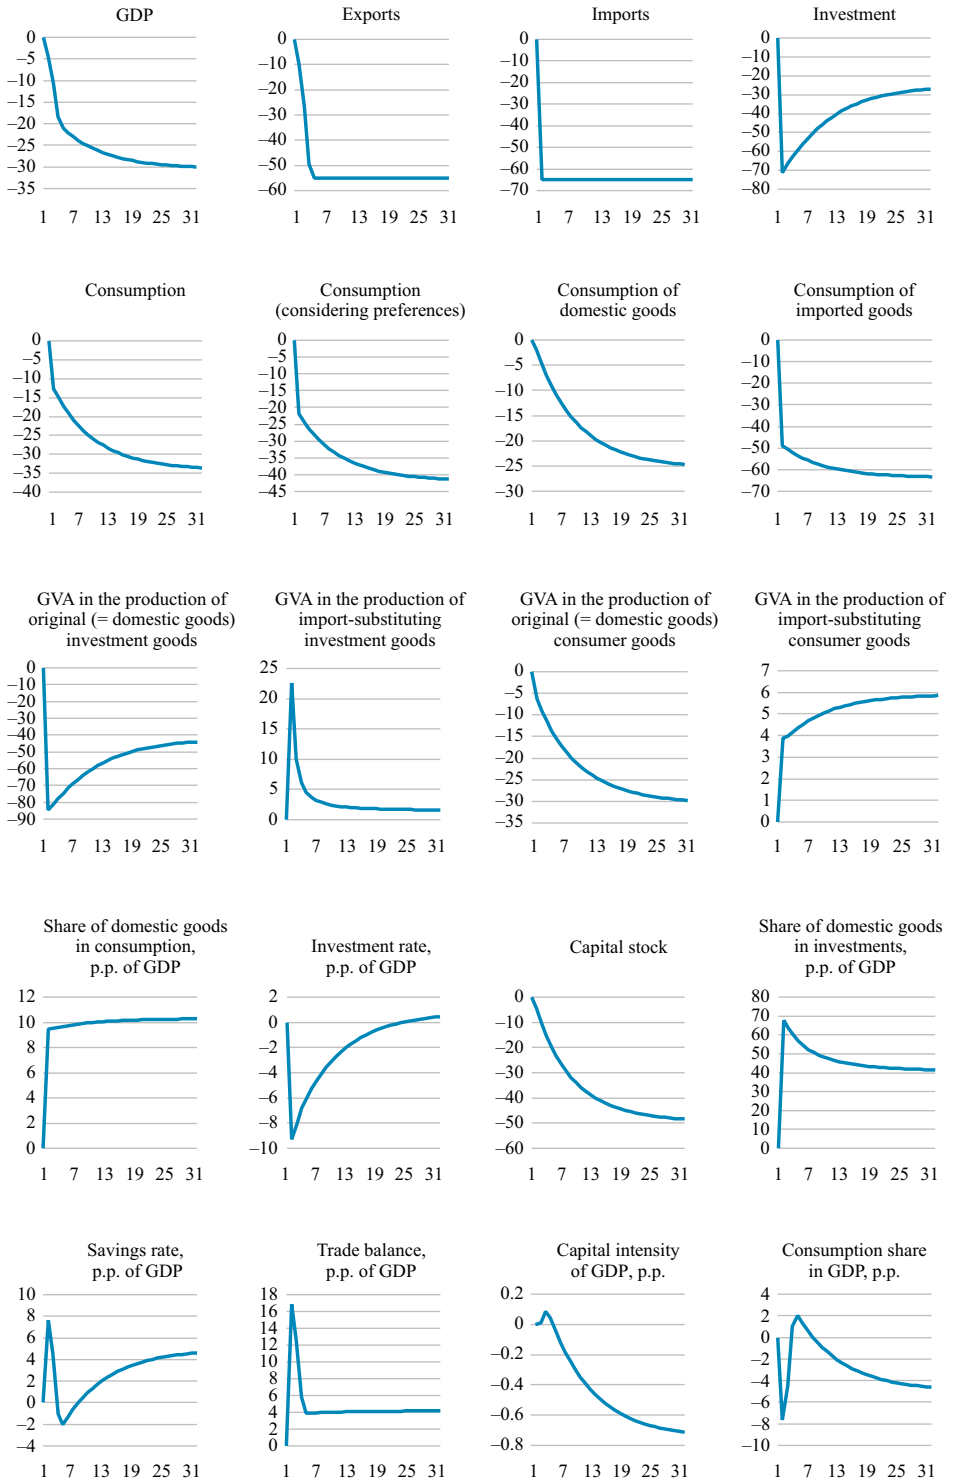 GDP
0
–5
–10
–15
–20
–25
–30
–35
1 7 13 19 25 31
Exports
0
–10
–20
–30
–40
–50
–60
1 7 13 19 25 31
Imports
0
–10
–20
–30
–40
–50
–60
–70
1 7 13 19 25 31
Investment
0
–10
–20
–30
–40
–50
–60
–70
–80
1 7 13 19 25 31
Consumption
0
–5
–10
–15
–20
–25
–30
–35
–40
1 7 13 19 25 31
Consumption
(considering preferences)
0
–5
–10
–15
–20
–25
–30
–35
–40
–45
1 7 13 19 25 31
Consumption of
domestic goods
0
–5
–10
–15
–20
–25
–30
1 7 13 19 25 31
Consumption of
imported goods
0
–10
–20
–30
–40
–50
–60
–70
1 7 13 19 25 31
GVA in the production of
original (= domestic goods)
investment goods
0
–10
–20
–30
–40
–50
–60
–70
–80
–90
1 7 13 19 25 31
GVA in the production of
import-substituting
investment goods
25
20
15
10
5
0
1 7 13 19 25 31
GVA in the production of
original (= domestic goods)
consumer goods
0
–5
–10
–15
–20
–25
–30
–35
1 7 13 19 25 31
GVA in the production of
import-substituting
consumer goods
7
6
5
4
3
2
1
0
1 7 13 19 25 31
Share of domestic goods
in consumption,
p.p. of GDP
12
10
8
6
4
2
0
1 7 13 19 25 31
Investment rate,
p.p. of GDP
2
0
–2
–4
–6
–8
–10
1 7 13 19 25 31
Capital stock
0
–10
–20
–30
–40
–50
–60
1 7 13 19 25 31
Share of domestic goods
in investments,
p.p. of GDP
80
70
60
50
40
30
20
10
0
1 7 13 19 25 31
Savings rate,
p.p. of GDP
10
8
6
4
2
0
–2
–4
1 7 13 19 25 31
Trade balance,
p.p. of GDP
18
16
14
12
10
8
6
4
2
0
1 7 13 19 25 31
Capital intensity
of GDP, p.p.
0.2
0
–0.2
–0.4
–0.6
–0.8
1 7 13 19 25 31
Consumption share
in GDP, p.p.
4
2
0
–2
–4
–6
–8
–10
1 7 13 19 25 31